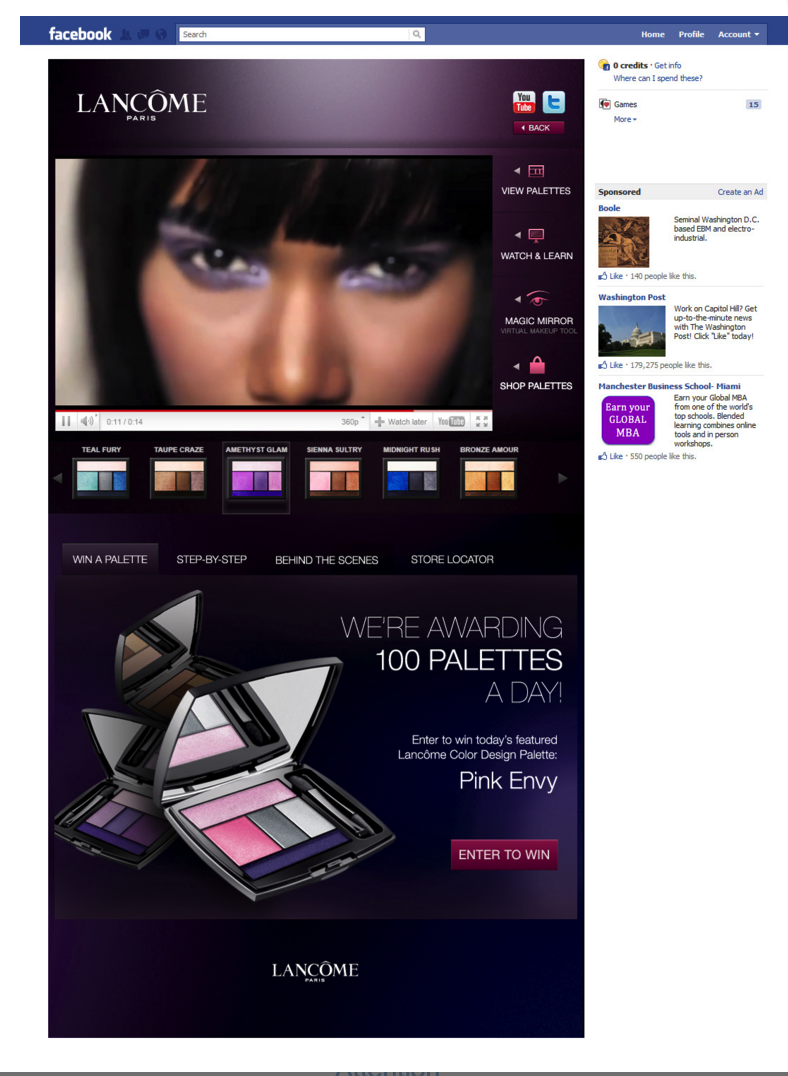 facebook
Search
Home Profile Account
LANCÔME
PARIS
You
Tube
BACK
VIEW PALETTES
WATCH & LEARN
MAGIC MIRROR
VIRTUAL MAKEUP TOOL
SHOP PALETTES
0:11 / 0:14 360p Watch later YouTube
TEAL FURY TAUPE CRAZE AMETHYST GLAM SIENNA SULTRY MIDNIGHT RUSH BRONZE AMOUR
WIN A PALETTE STEP-BY-STEP BEHIND THE SCENES STORE LOCATOR
WE'RE AWARDING
100 PALETTES
A DAY!
Enter to win today's featured
Lancôme Color Design Palette:
Pink Envy
ENTER TO WIN
LANCÔME
PARIS
0 credits · Get info
Where can I spend these?
Games 15
More
Sponsored Create an Ad
Boole
Seminal Washington D.C.
based EBM and electro-
industrial.
Like · 140 people like this.
Washington Post
Work on Capitol Hill? Get
up-to-the-minute news
with The Washington
Post! Click "Like" today!
Like · 179,275 people like this.
Manchester Business School- Miami
Earn your
GLOBAL
MBA
Earn your Global MBA
from one of the world's
top schools. Blended
learning combines online
tools and in person
workshops.
Like · 550 people like this.